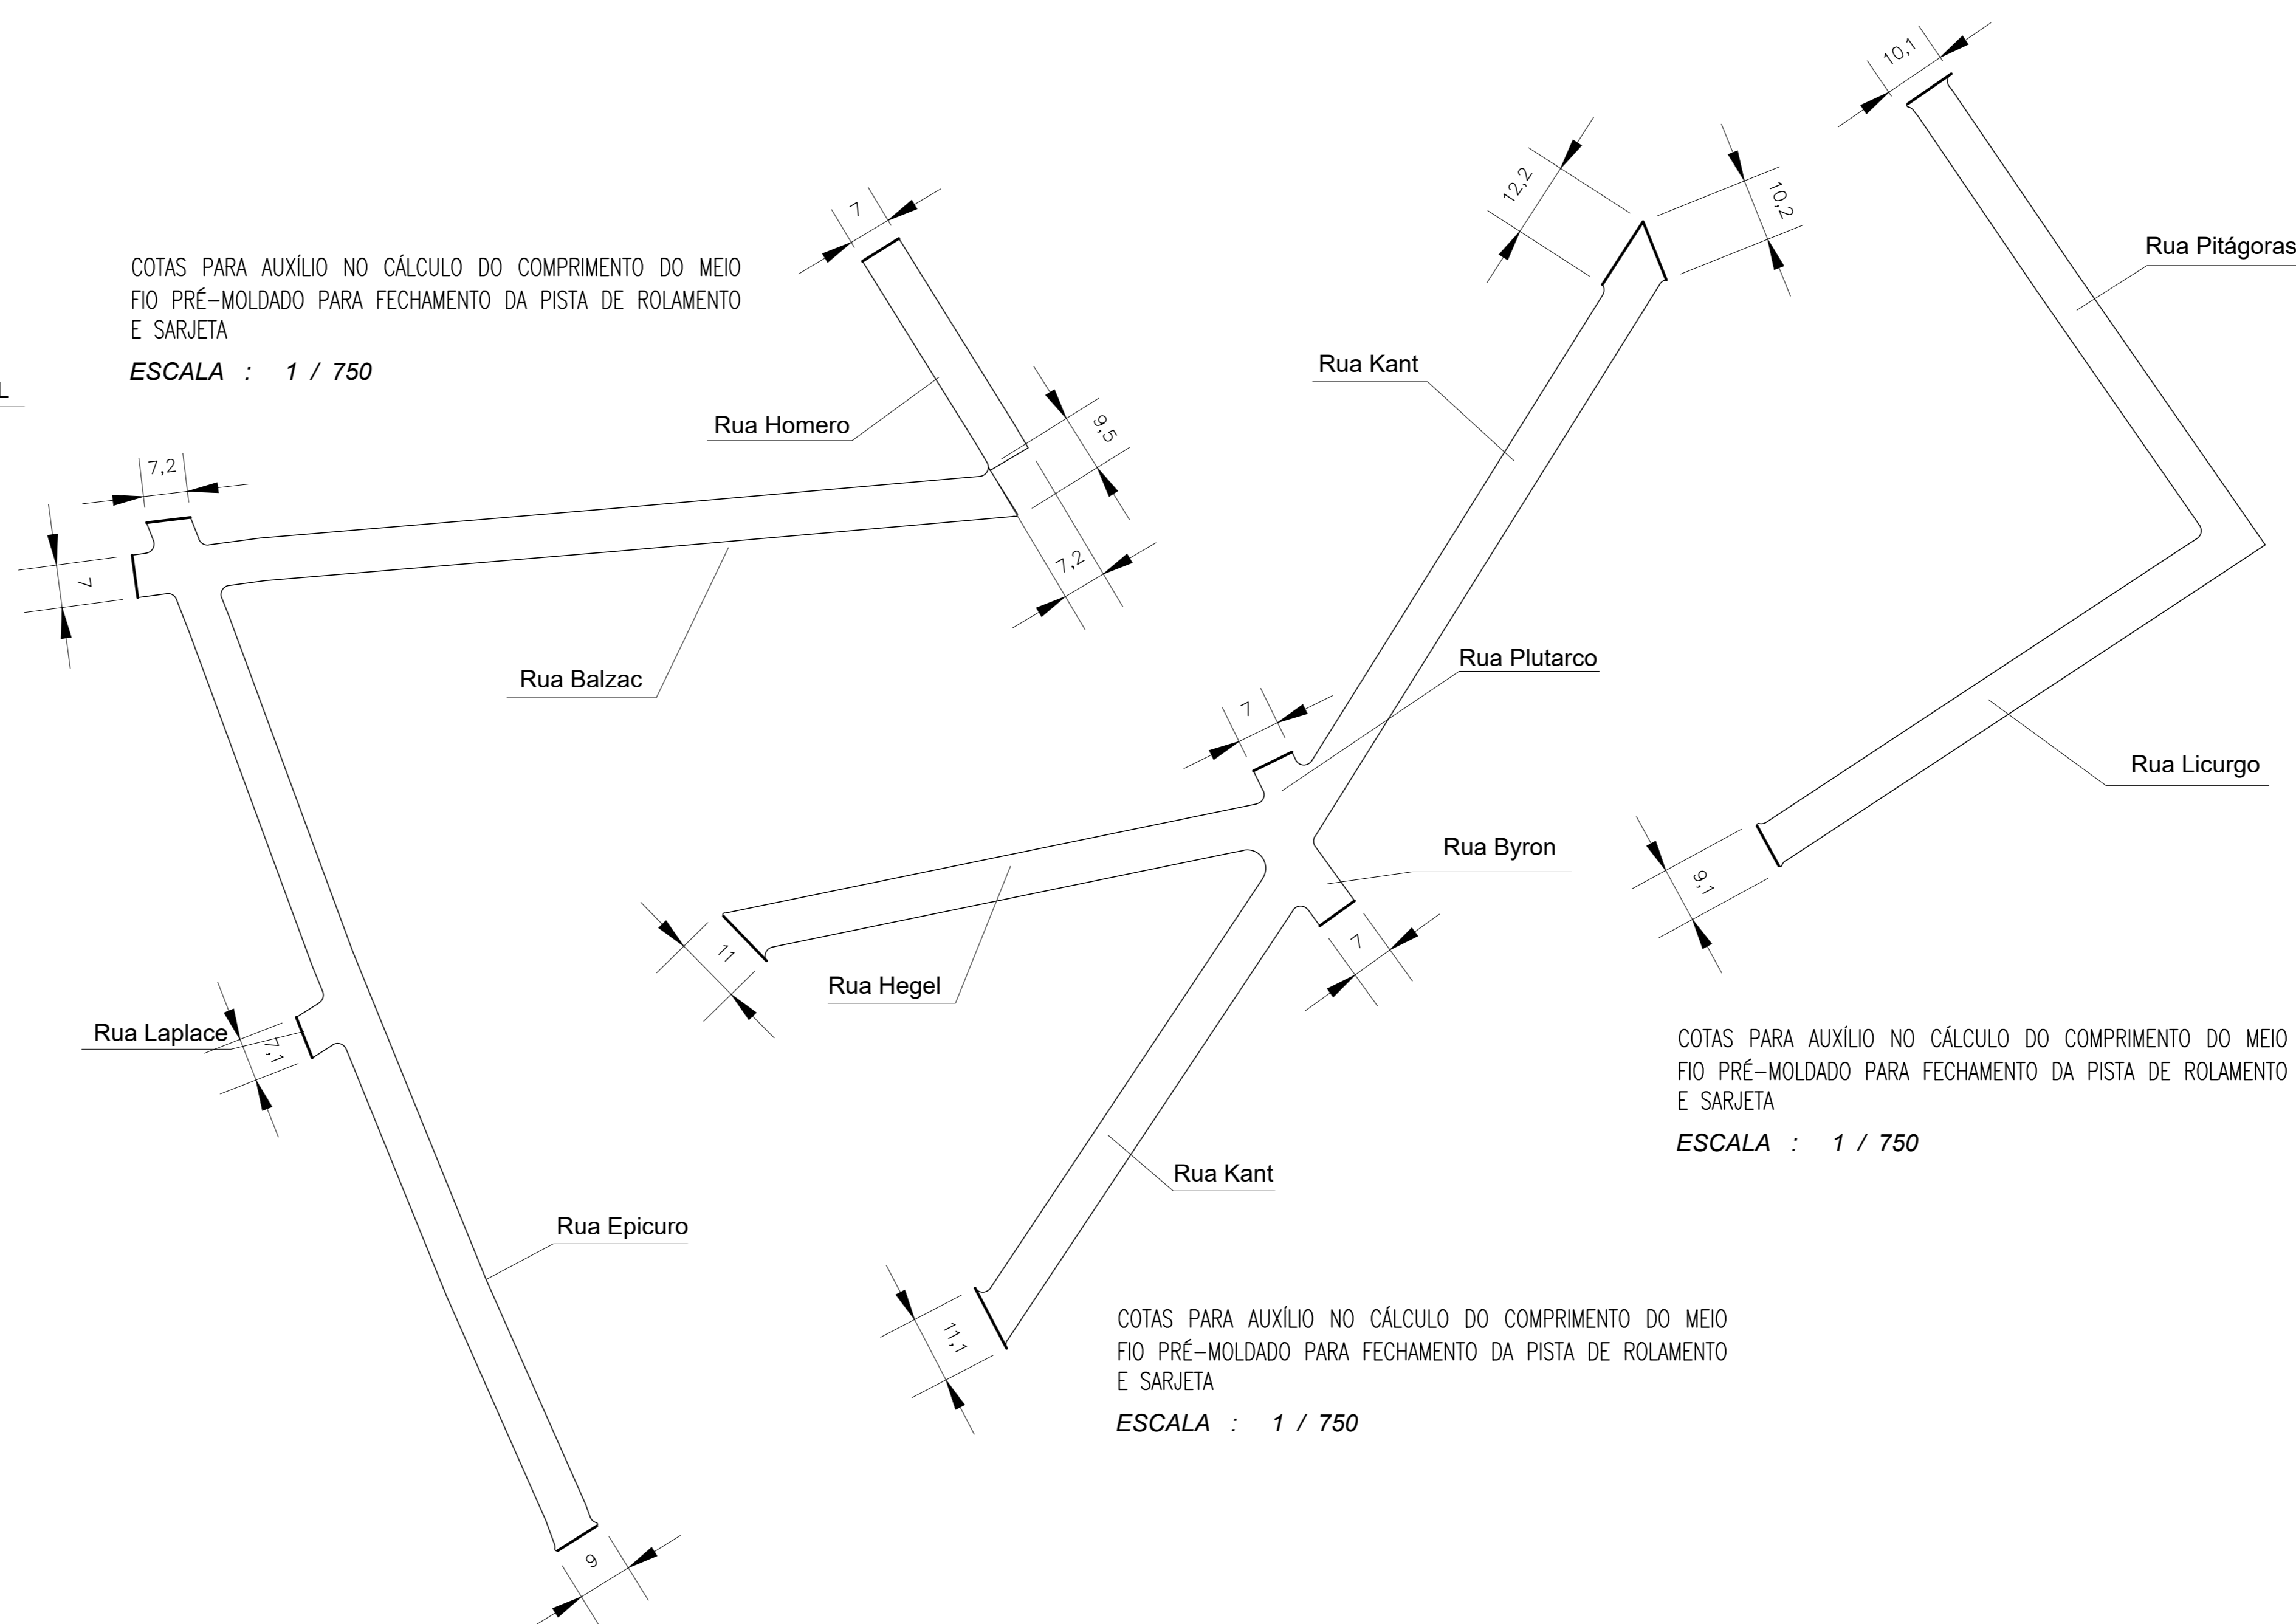 10,1
12,2
10,2
Rua Pitágoras
7
COTAS PARA AUXÍLIO NO CÁLCULO DO COMPRIMENTO DO MEIO
FIO PRÉ-MOLDADO PARA FECHAMENTO DA PISTA DE ROLAMENTO
E SARJETA
ESCALA : 1 / 750
L
Rua Kant
Rua Homero
9,5
7,2
7
7,2
Rua Balzac
Rua Plutarco
7
Rua Licurgo
Rua Byron
9,1
7
11
Rua Hegel
Rua Laplace
7,1
COTAS PARA AUXÍLIO NO CÁLCULO DO COMPRIMENTO DO MEIO
FIO PRÉ-MOLDADO PARA FECHAMENTO DA PISTA DE ROLAMENTO
E SARJETA
ESCALA : 1 / 750
Rua Kant
Rua Epicuro
11,1
COTAS PARA AUXÍLIO NO CÁLCULO DO COMPRIMENTO DO MEIO
FIO PRÉ-MOLDADO PARA FECHAMENTO DA PISTA DE ROLAMENTO
E SARJETA
ESCALA : 1 / 750
9